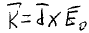 K⃗ = d⃗ x E⃗₀